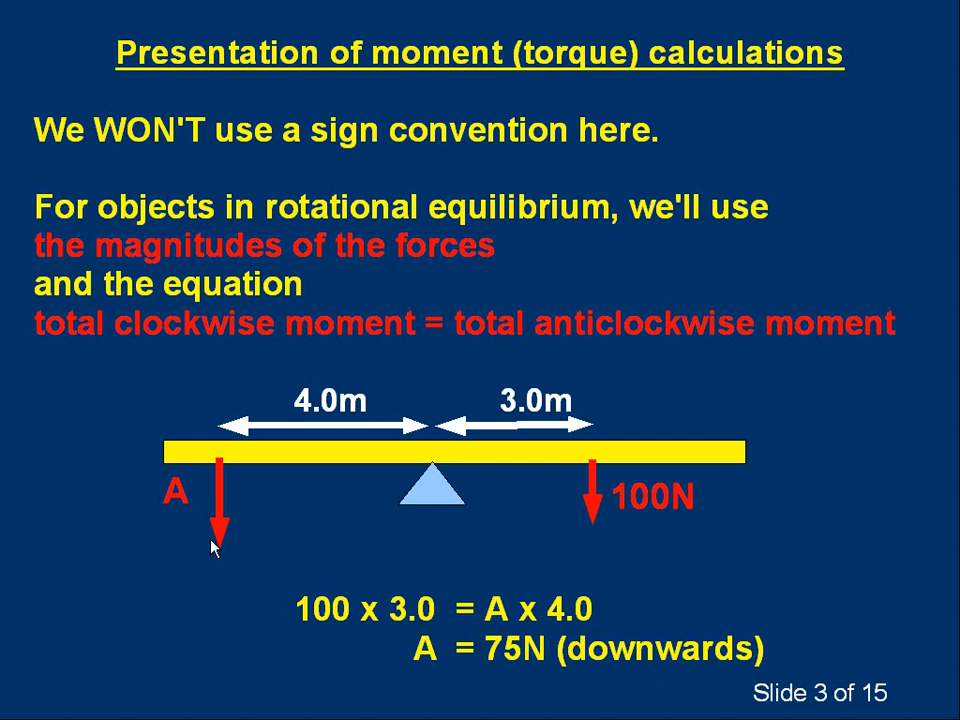 Presentation of moment (torque) calculations
We WON'T use a sign convention here.
For objects in rotational equilibrium, we'll use
the magnitudes of the forces
and the equation
total clockwise moment = total anticlockwise moment
4.0m 3.0m
A 100N
100 x 3.0 = A x 4.0
A = 75N (downwards)
Slide 3 of 15